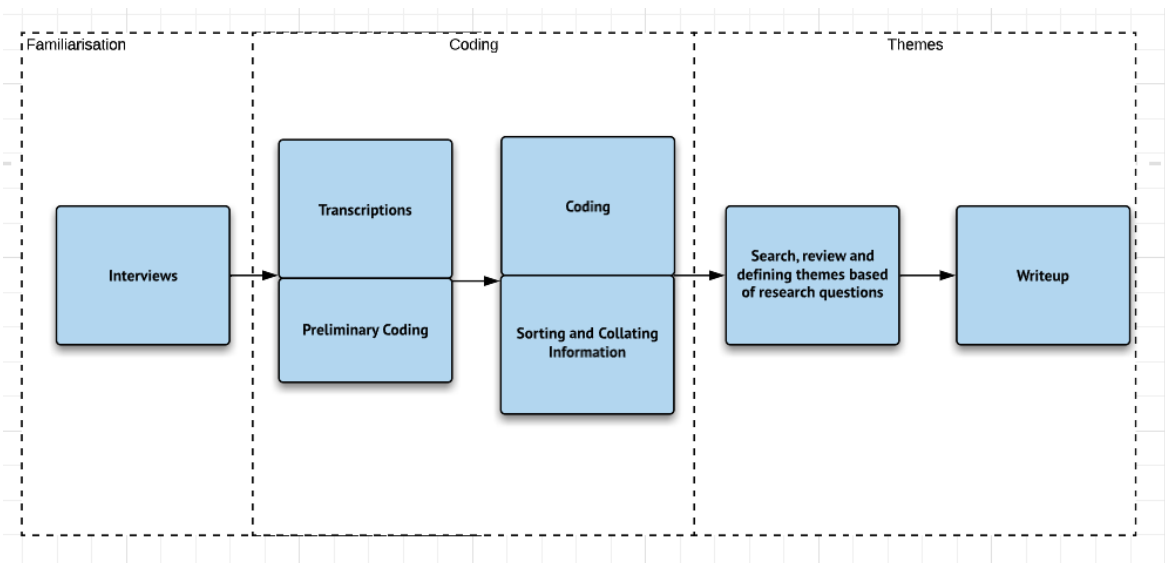 Familiarisation
Coding
Themes
Interviews
Transcriptions
Preliminary Coding
Coding
Sorting and Collating
Information
Search, review and
defining themes based
of research questions
Writeup